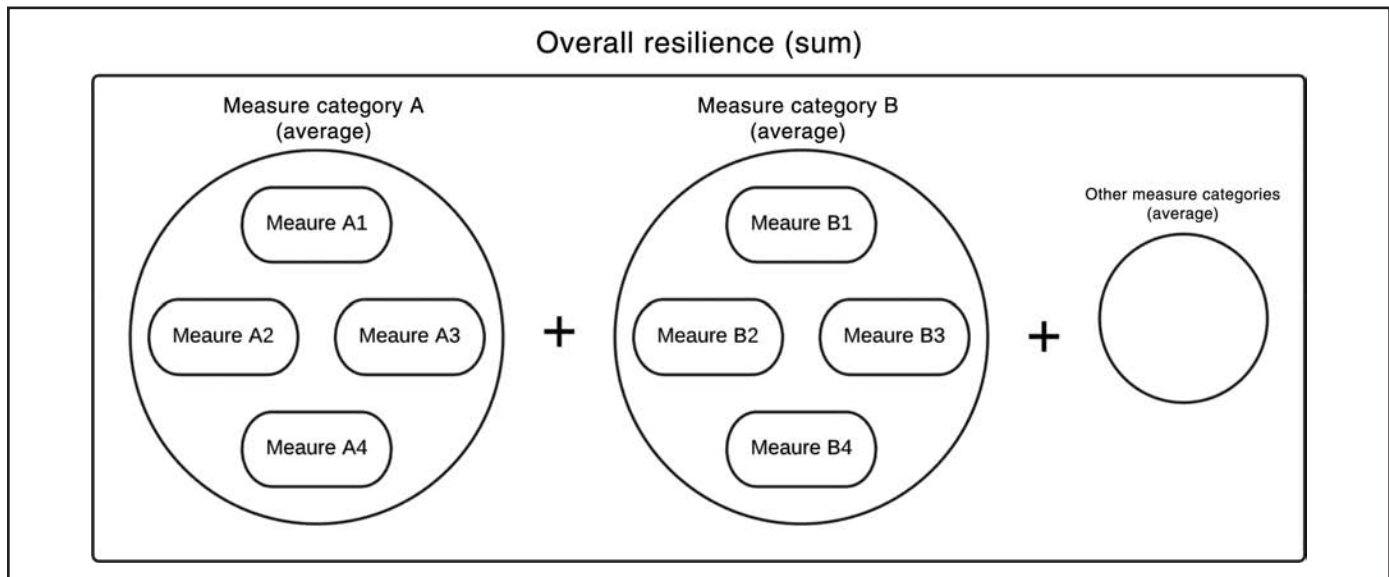 Overall resilience (sum)
Measure category A
(average)
Meaure A1
Meaure A2
Meaure A3
Meaure A4
+
Measure category B
(average)
Meaure B1
Meaure B2
Meaure B3
Meaure B4
+
Other measure categories
(average)